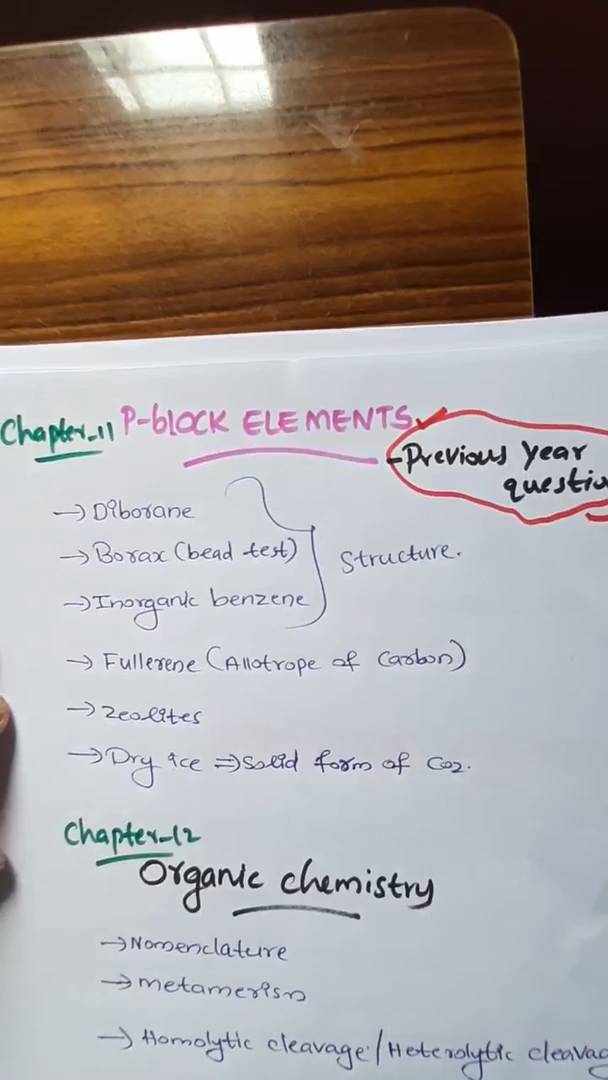 Chapter-11 P-block ELEMENTS
-Previous year
questio
→ Diborane
→ Borax (bead test)
→ Inorganic benzene
Structure.
→ Fullerene (Allotrope of Carbon)
→ Zeolites
→ Dry ice ⇒ Solid form of CO2.
Chapter-12
Organic chemistry
→ Nomenclature
→ metamerism
→ Homolytic cleavage/Heterolytic cleavag